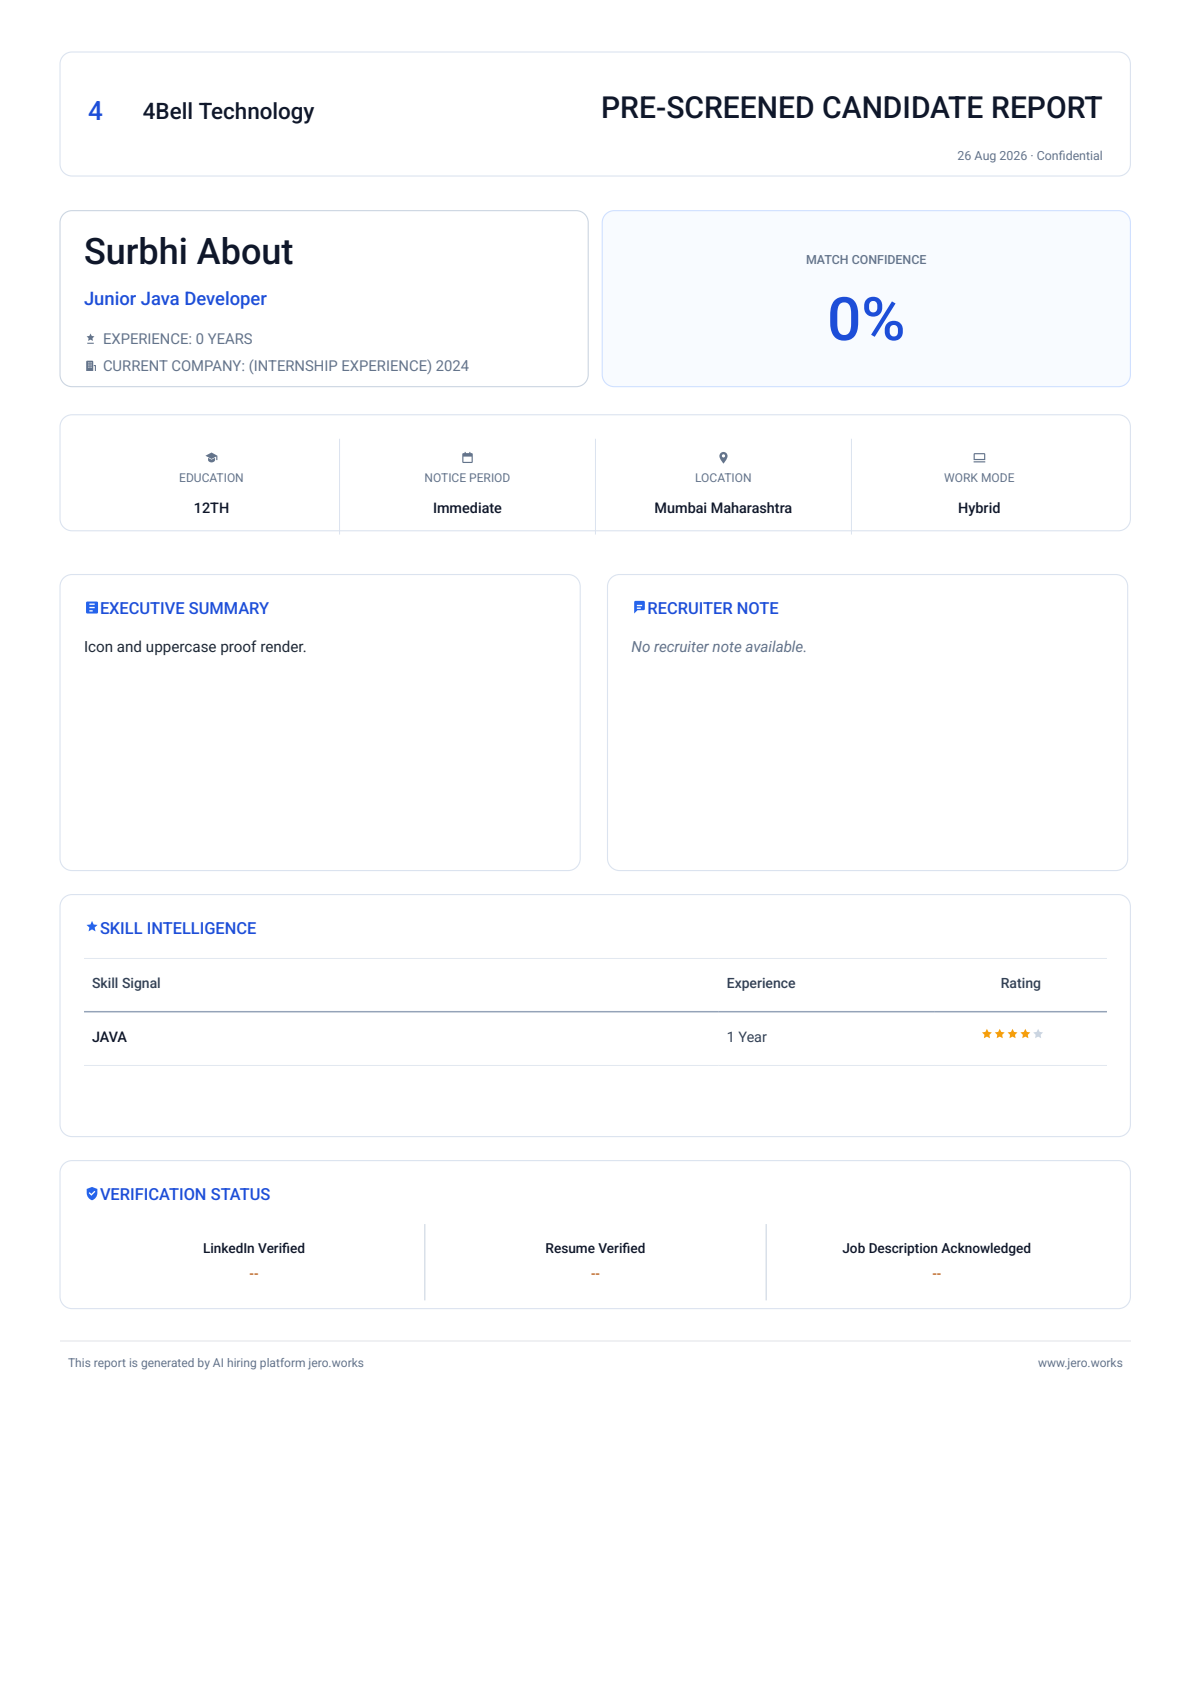 4 4Bell Technology
PRE-SCREENED CANDIDATE REPORT
26 Aug 2026 · Confidential
Surbhi About
Junior Java Developer
EXPERIENCE: 0 YEARS
CURRENT COMPANY: (INTERNSHIP EXPERIENCE) 2024
MATCH CONFIDENCE
0%
EDUCATION
12TH
NOTICE PERIOD
Immediate
LOCATION
Mumbai Maharashtra
WORK MODE
Hybrid
EXECUTIVE SUMMARY
Icon and uppercase proof render.
RECRUITER NOTE
No recruiter note available.
SKILL INTELLIGENCE
Skill Signal Experience Rating
JAVA 1 Year
VERIFICATION STATUS
LinkedIn Verified
--
Resume Verified
--
Job Description Acknowledged
--
This report is generated by AI hiring platform jero.works
www.jero.works